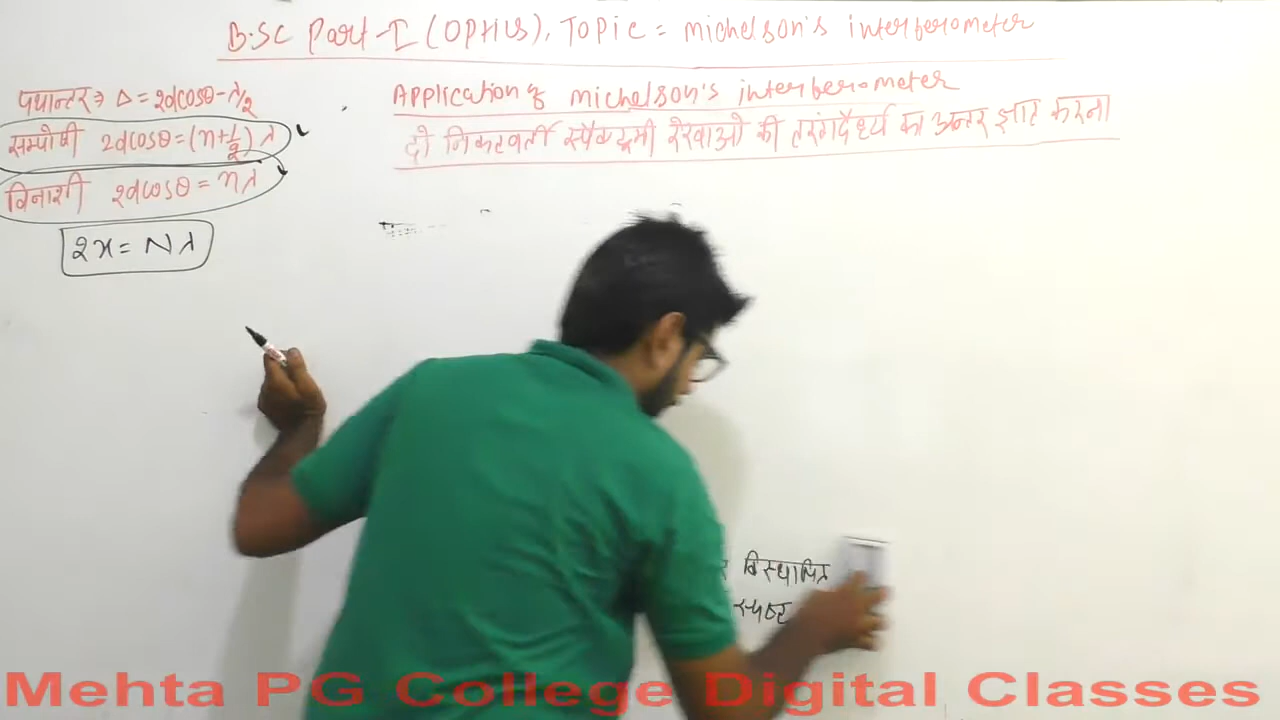 B.SC Part-I (OPtics), Topic = michelson's interferometer
पथान्तर → Δ = 2dcosθ - λ/2
सम्पोषी 2dcosθ = (n+1/2) λ
विनाशी 2dcosθ = nλ
2x = Nλ
Application of michelson's interferometer
दो निकटवर्ती स्पैक्ट्रमी रेखाओ की तरंगदैर्ध्य का अन्तर ज्ञात करना
विस्थापित
स्पष्ट
Mehta PG College Digital Classes